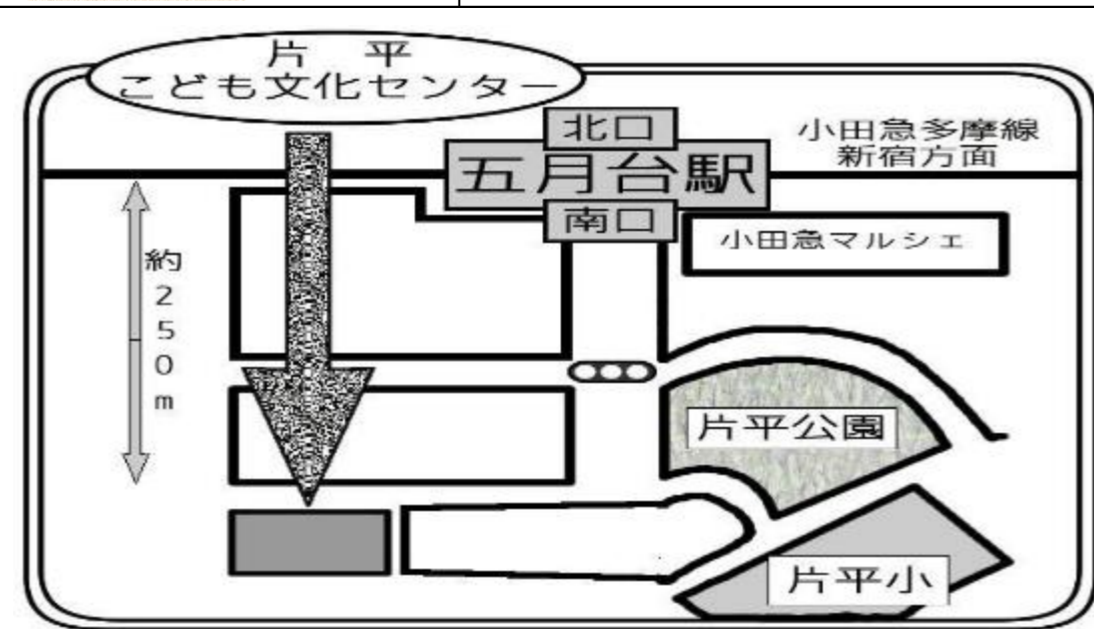 片　平
こども文化センター
北口
五月台駅
南口
小田急多摩線
新宿方面
小田急マルシェ
約250m
片平公園
片平小